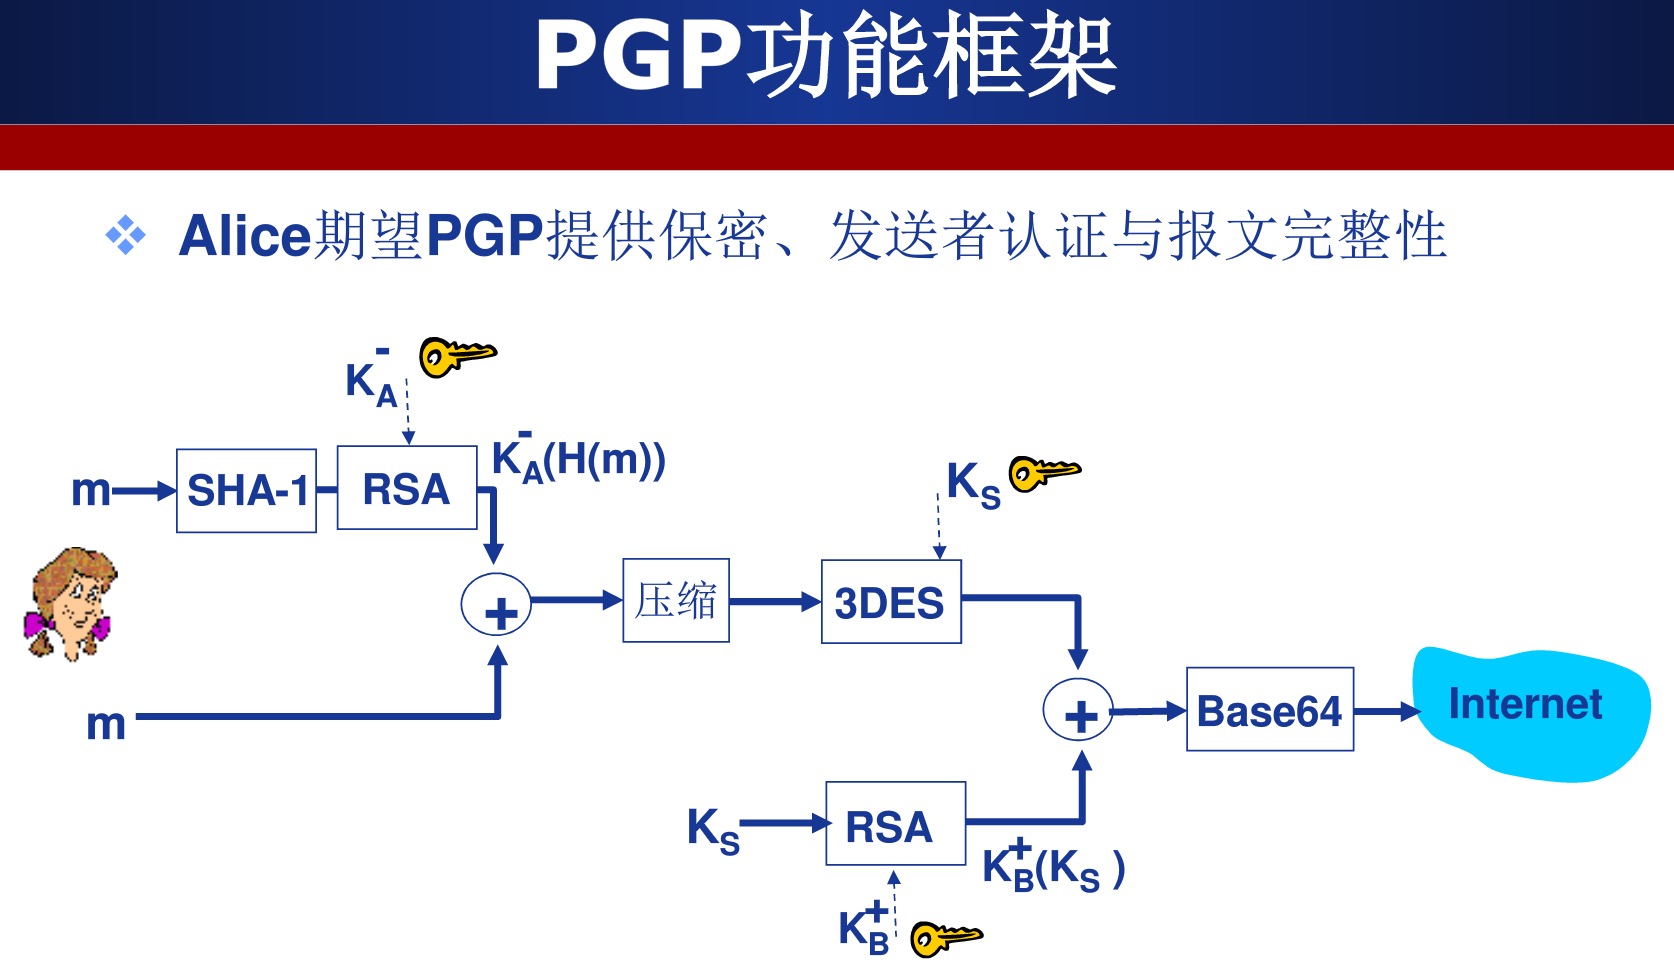 PGP功能框架
Alice期望PGP提供保密、发送者认证与报文完整性
K_A^-
m
SHA-1
RSA
K_A^-(H(m))
K_S
压缩
3DES
m
Base64
Internet
K_S
RSA
K_B^+(K_S )
K_B^+
+
+